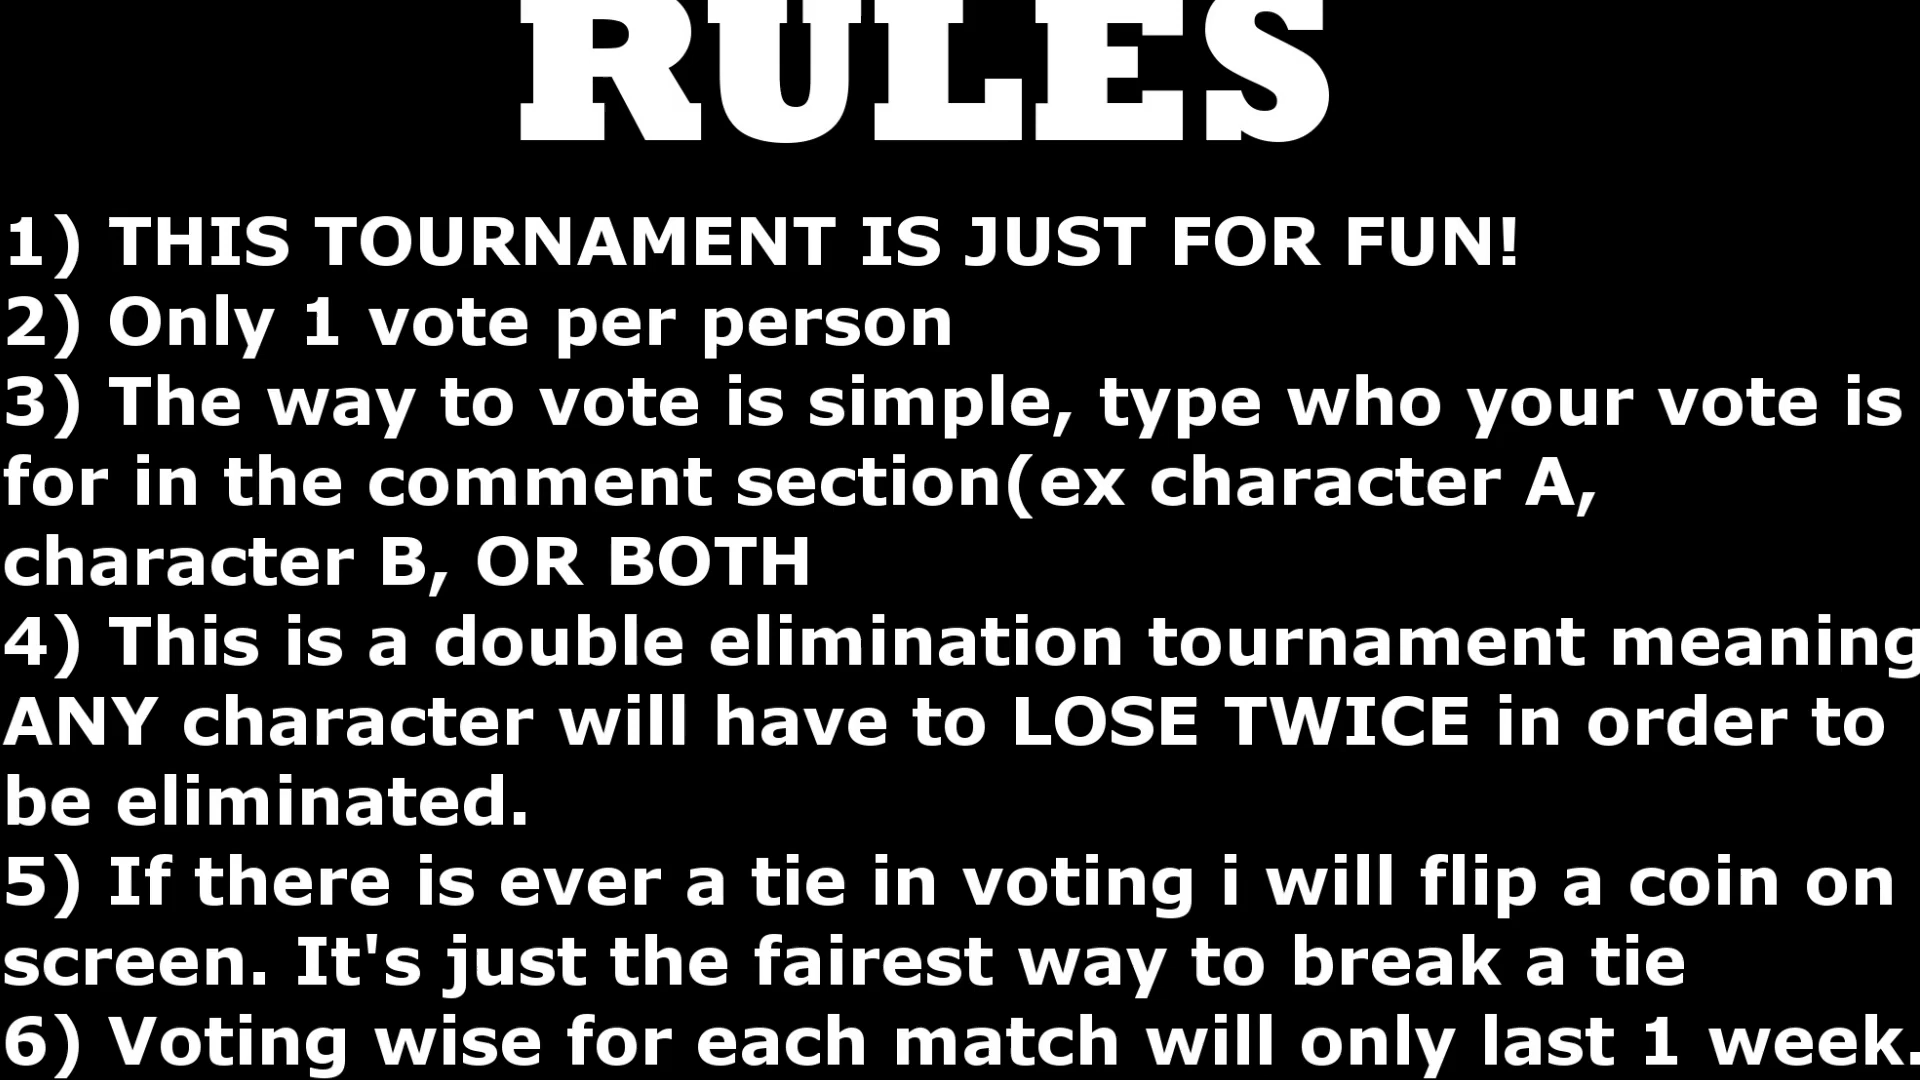 RULES
1) THIS TOURNAMENT IS JUST FOR FUN!
2) Only 1 vote per person
3) The way to vote is simple, type who your vote is
for in the comment section(ex character A,
character B, OR BOTH
4) This is a double elimination tournament meaning
ANY character will have to LOSE TWICE in order to
be eliminated.
5) If there is ever a tie in voting i will flip a coin on
screen. It's just the fairest way to break a tie
6) Voting wise for each match will only last 1 week.